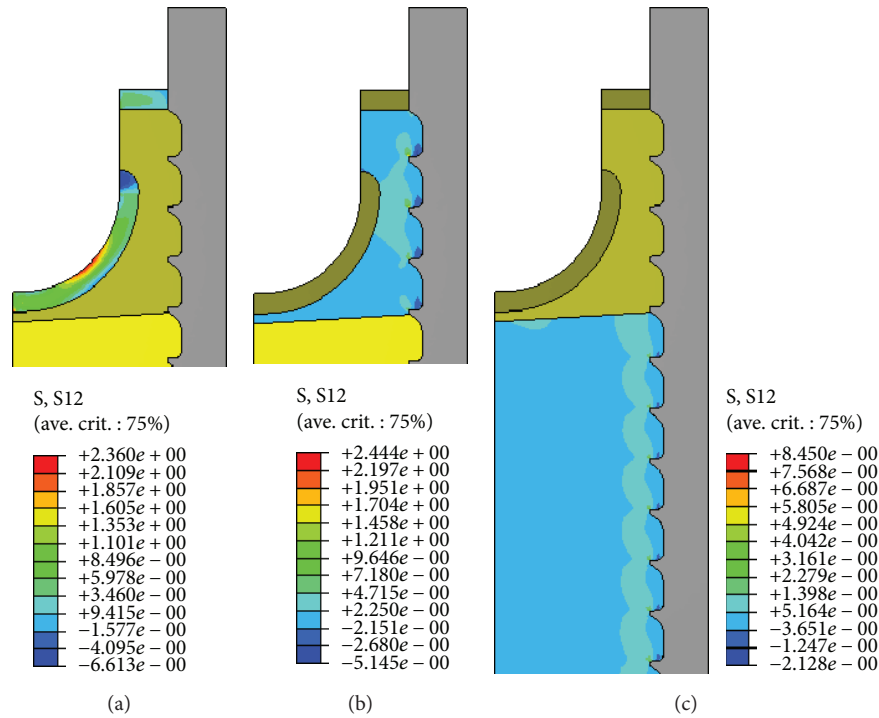 S, S12
(ave. crit. : 75%)
+2.360e + 00
+2.109e + 00
+1.857e + 00
+1.605e + 00
+1.353e + 00
+1.101e + 00
+8.496e − 00
+5.978e − 00
+3.460e − 00
+9.415e − 00
−1.577e − 00
−4.095e − 00
−6.613e − 00
(a)
S, S12
(ave. crit. : 75%)
+2.444e + 00
+2.197e + 00
+1.951e + 00
+1.704e + 00
+1.458e + 00
+1.211e + 00
+9.646e − 00
+7.180e − 00
+4.715e − 00
+2.250e − 00
−2.151e − 00
−2.680e − 00
−5.145e − 00
(b)
S, S12
(ave. crit. : 75%)
+8.450e − 00
+7.568e − 00
+6.687e − 00
+5.805e − 00
+4.924e − 00
+4.042e − 00
+3.161e − 00
+2.279e − 00
+1.398e − 00
+5.164e − 00
−3.651e − 00
−1.247e − 00
−2.128e − 00
(c)